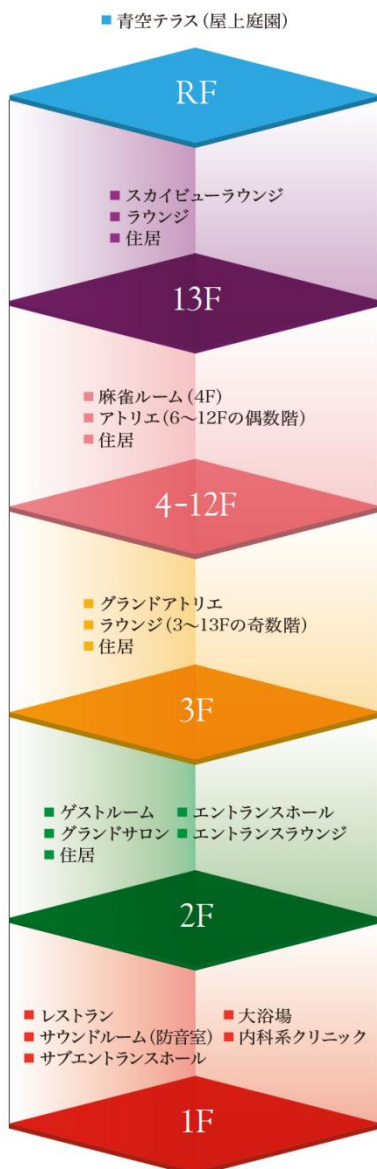 ■ 青空テラス(屋上庭園)
RF
■ スカイビューラウンジ
■ ラウンジ
■ 住居
13F
■ 麻雀ルーム(4F)
■ アトリエ(6〜12Fの偶数階)
■ 住居
4-12F
■ グランドアトリエ
■ ラウンジ(3〜13Fの奇数階)
■ 住居
3F
■ ゲストルーム ■ エントランスホール
■ グランドサロン ■ エントランスラウンジ
■ 住居
2F
■ レストラン ■ 大浴場
■ サウンドルーム(防音室) ■ 内科系クリニック
■ サブエントランスホール
1F